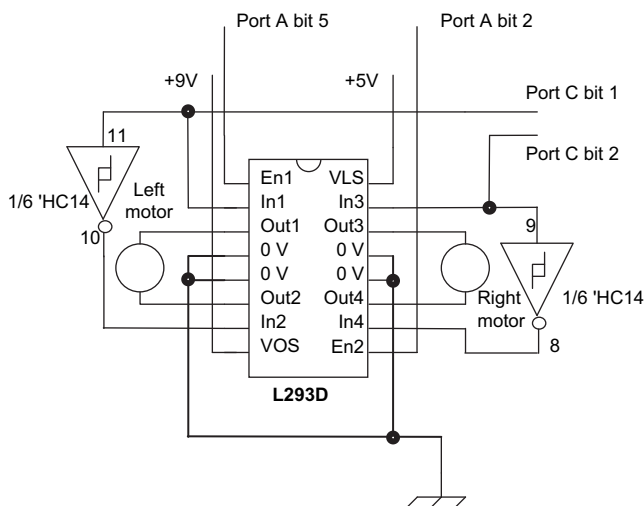 Port A bit 5
Port A bit 2
+9V
+5V
Port C bit 1
Port C bit 2
11
1/6 'HC14
10
Left
motor
En1
In1
Out1
0 V
0 V
Out2
In2
VOS
VLS
In3
Out3
0 V
0 V
Out4
In4
En2
9
1/6 'HC14
Right
motor
8
L293D